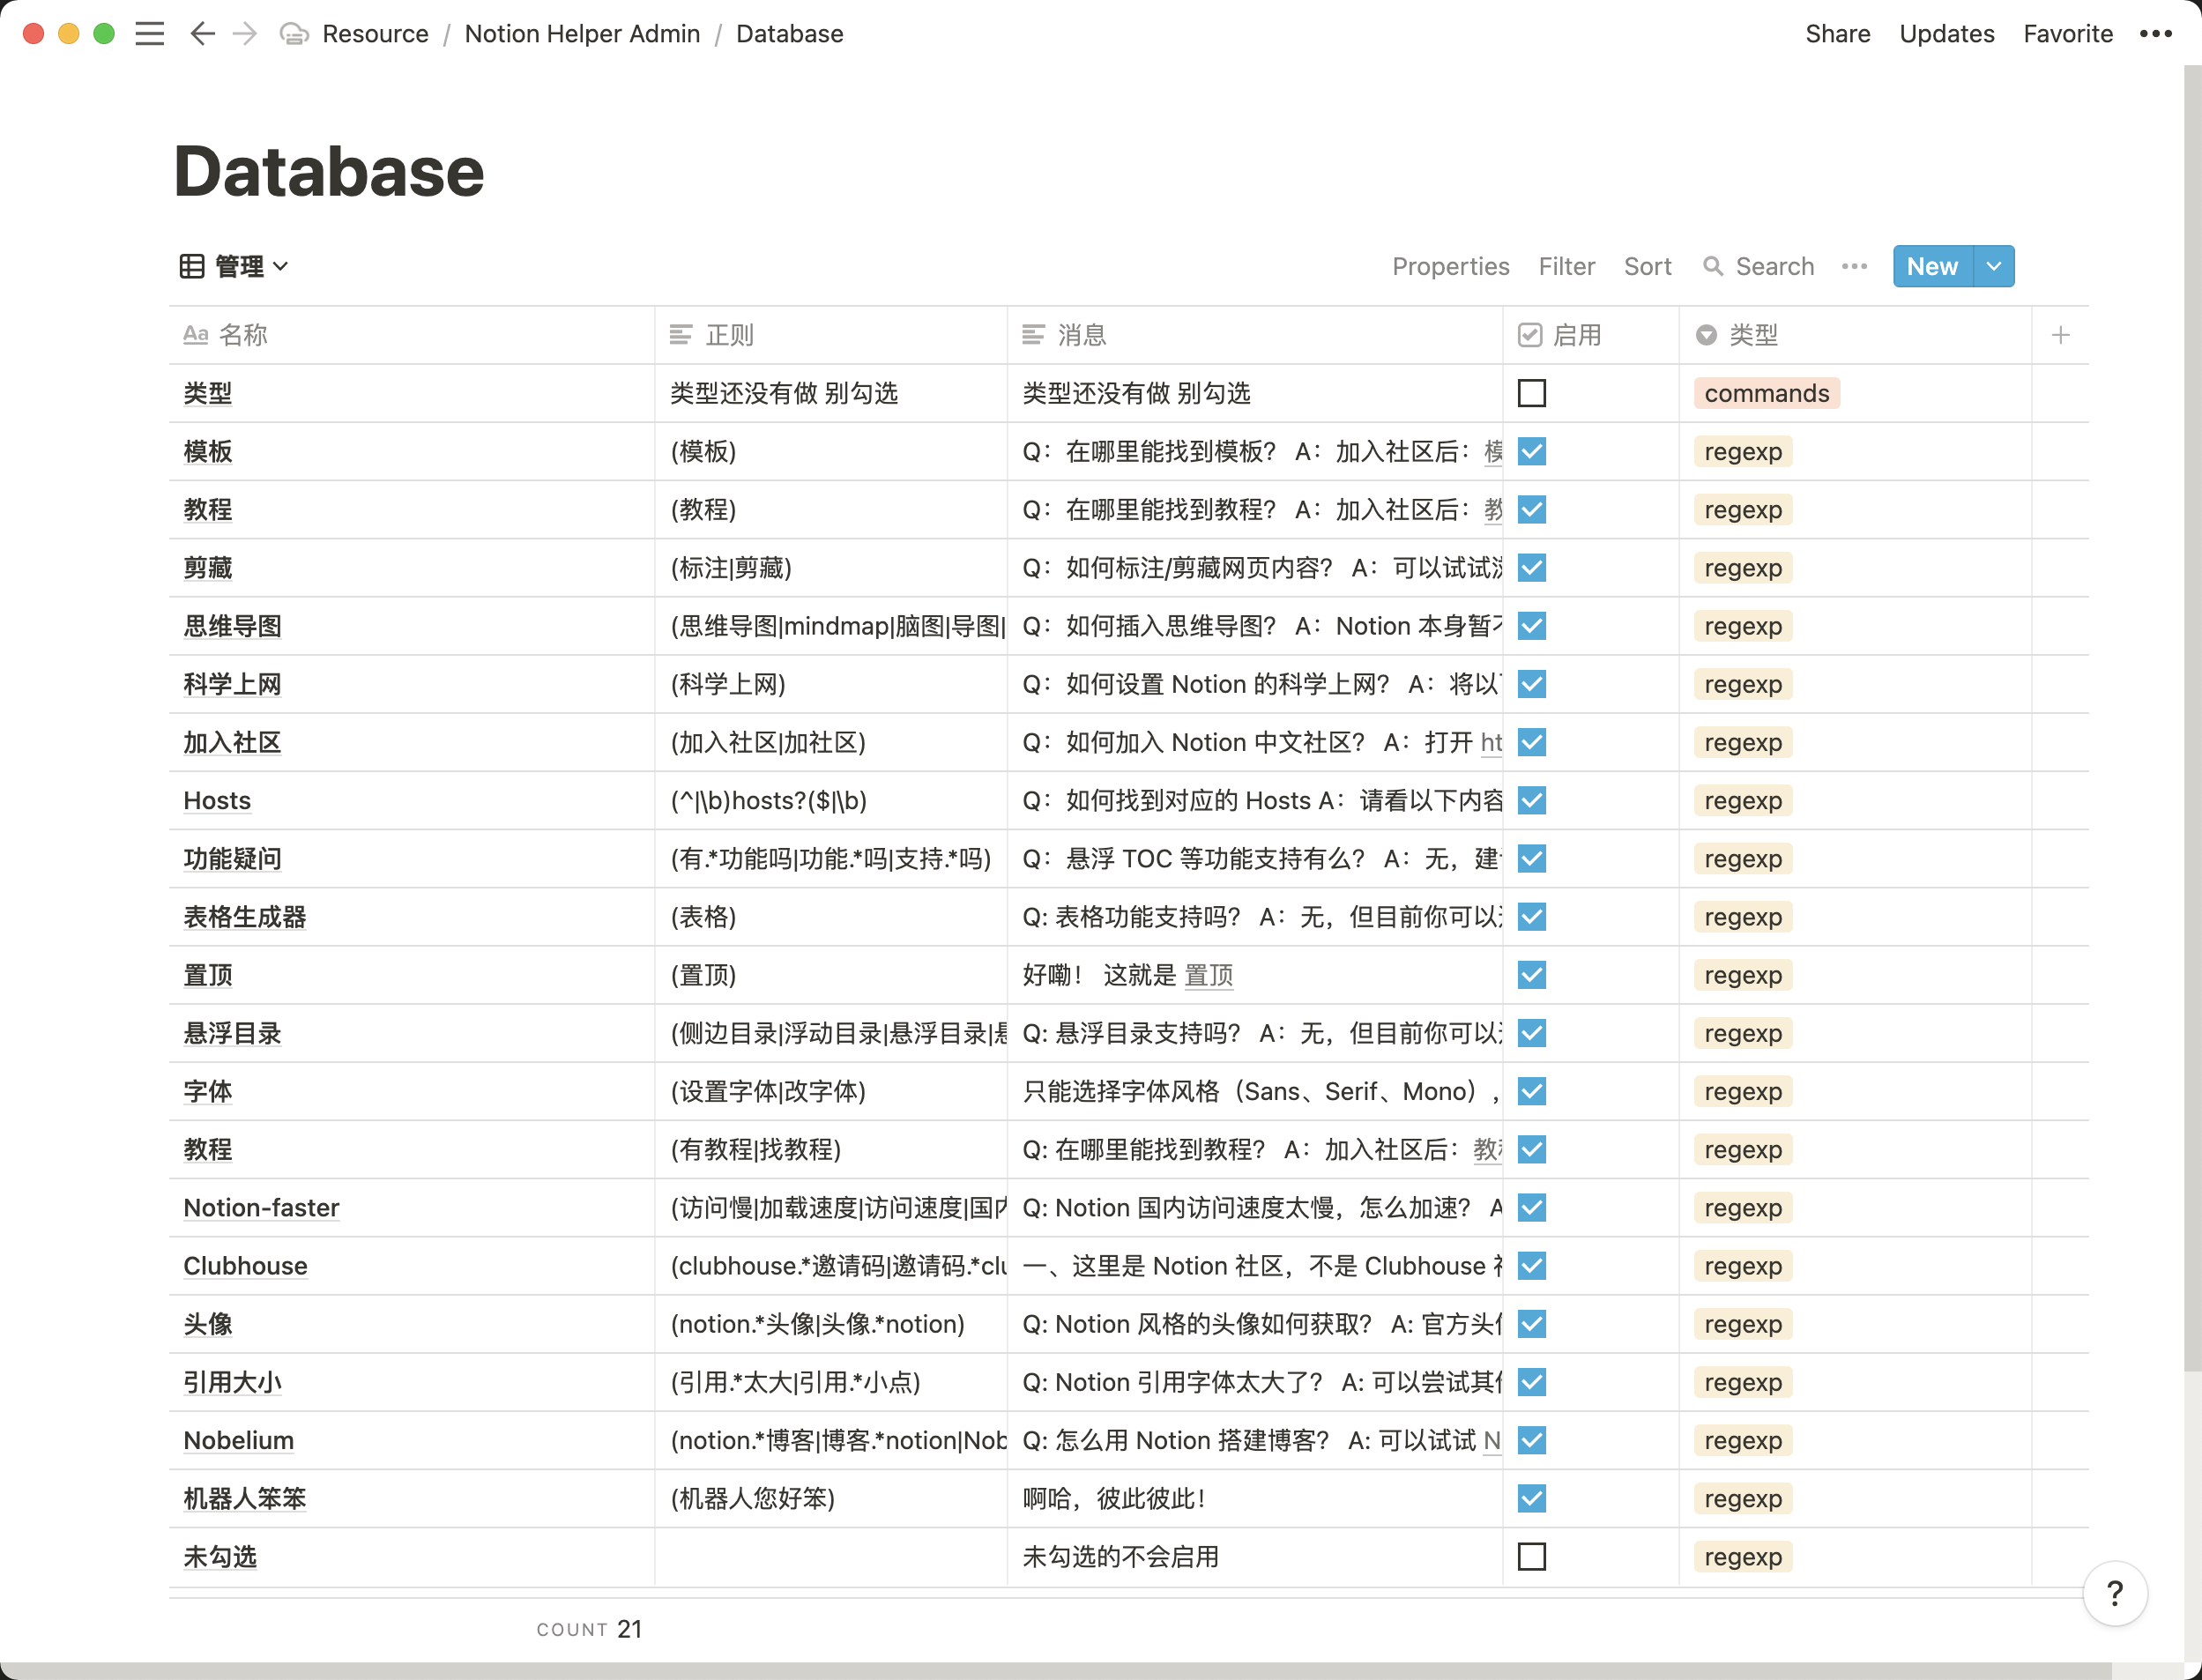 Resource / Notion Helper Admin / Database Share Updates Favorite •••
Database
管理 Properties Filter Sort Search ••• New
Aa 名称 正则 消息 启用 类型 +
类型 类型还没有做 别勾选 类型还没有做 别勾选 commands
模板 (模板) Q：在哪里能找到模板？ A：加入社区后： regexp
教程 (教程) Q：在哪里能找到教程？ A：加入社区后： regexp
剪藏 (标注|剪藏) Q：如何标注/剪藏网页内容？ A：可以试试 regexp
思维导图 (思维导图|mindmap|脑图|导图| Q：如何插入思维导图？ A：Notion 本身暂 regexp
科学上网 (科学上网) Q：如何设置 Notion 的科学上网？ A：将以 regexp
加入社区 (加入社区|加社区) Q：如何加入 Notion 中文社区？ A：打开 ht regexp
Hosts (^|\b)hosts?($|\b) Q：如何找到对应的 Hosts A：请看以下内容 regexp
功能疑问 (有.*功能吗|功能.*吗|支持.*吗) Q：悬浮 TOC 等功能支持有么？ A：无，建 regexp
表格生成器 (表格) Q: 表格功能支持吗？ A：无，但目前你可以 regexp
置顶 (置顶) 好嘞！ 这就是 置顶 regexp
悬浮目录 (侧边目录|浮动目录|悬浮目录| Q: 悬浮目录支持吗？ A：无，但目前你可以 regexp
字体 (设置字体|改字体) 只能选择字体风格（Sans、Serif、Mono）， regexp
教程 (有教程|找教程) Q: 在哪里能找到教程？ A：加入社区后：教 regexp
Notion-faster (访问慢|加载速度|访问速度|国内 Q: Notion 国内访问速度太慢，怎么加速？ A regexp
Clubhouse (clubhouse.*邀请码|邀请码.*clu 一、这里是 Notion 社区，不是 Clubhouse regexp
头像 (notion.*头像|头像.*notion) Q: Notion 风格的头像如何获取？ A: 官方头 regexp
引用大小 (引用.*太大|引用.*小点) Q: Notion 引用字体太大了？ A: 可以尝试其 regexp
Nobelium (notion.*博客|博客.*notion|Nob Q: 怎么用 Notion 搭建博客？ A: 可以试试 N regexp
机器人笨笨 (机器人您好笨) 啊哈，彼此彼此！ regexp
未勾选 未勾选的不会启用 regexp
COUNT 21
?